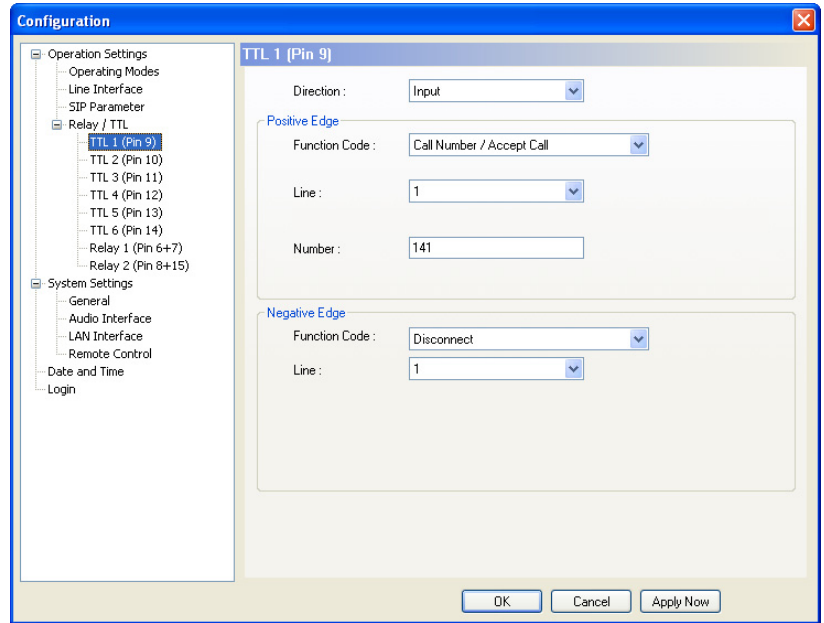 Configuration
Operation Settings
Operating Modes
Line Interface
SIP Parameter
Relay / TTL
TTL 1 (Pin 9)
TTL 2 (Pin 10)
TTL 3 (Pin 11)
TTL 4 (Pin 12)
TTL 5 (Pin 13)
TTL 6 (Pin 14)
Relay 1 (Pin 6+7)
Relay 2 (Pin 8+15)
System Settings
General
Audio Interface
LAN Interface
Remote Control
Date and Time
Login
TTL 1 (Pin 9)
Direction : Input
Positive Edge
Function Code : Call Number / Accept Call
Line : 1
Number : 141
Negative Edge
Function Code : Disconnect
Line : 1
OK Cancel Apply Now